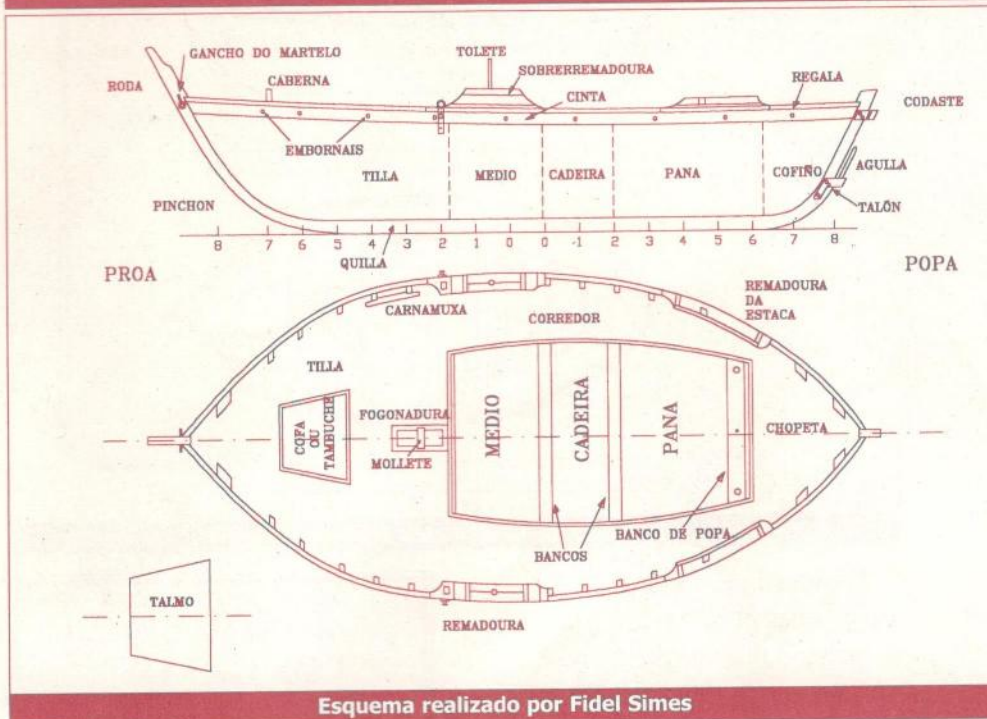 GANCHO DO MARTELO
TOLETE
RODA
CABERNA
SOBRERREMADOURA
CINTA
REGALA
CODASTE
EMBORNAIS
TILLA
MEDIO
CADEIRA
PANA
COFIÑO
AGULLA
TALÓN
PINCHON
8 7 6 5 4 3 2 1 0 0 -1 2 3 4 5 6 7 8
QUILLA
PROA
POPA
CARNAMUXA
CORREDOR
REMADOURA
DA
ESTACA
TILLA
COFA
OU
TAMBUCHE
FOGONADURA
MOLLETE
MEDIO
CADEIRA
PANA
CHOPETA
BANCOS
BANCO DE POPA
TALMO
REMADOURA
Esquema realizado por Fidel Simes